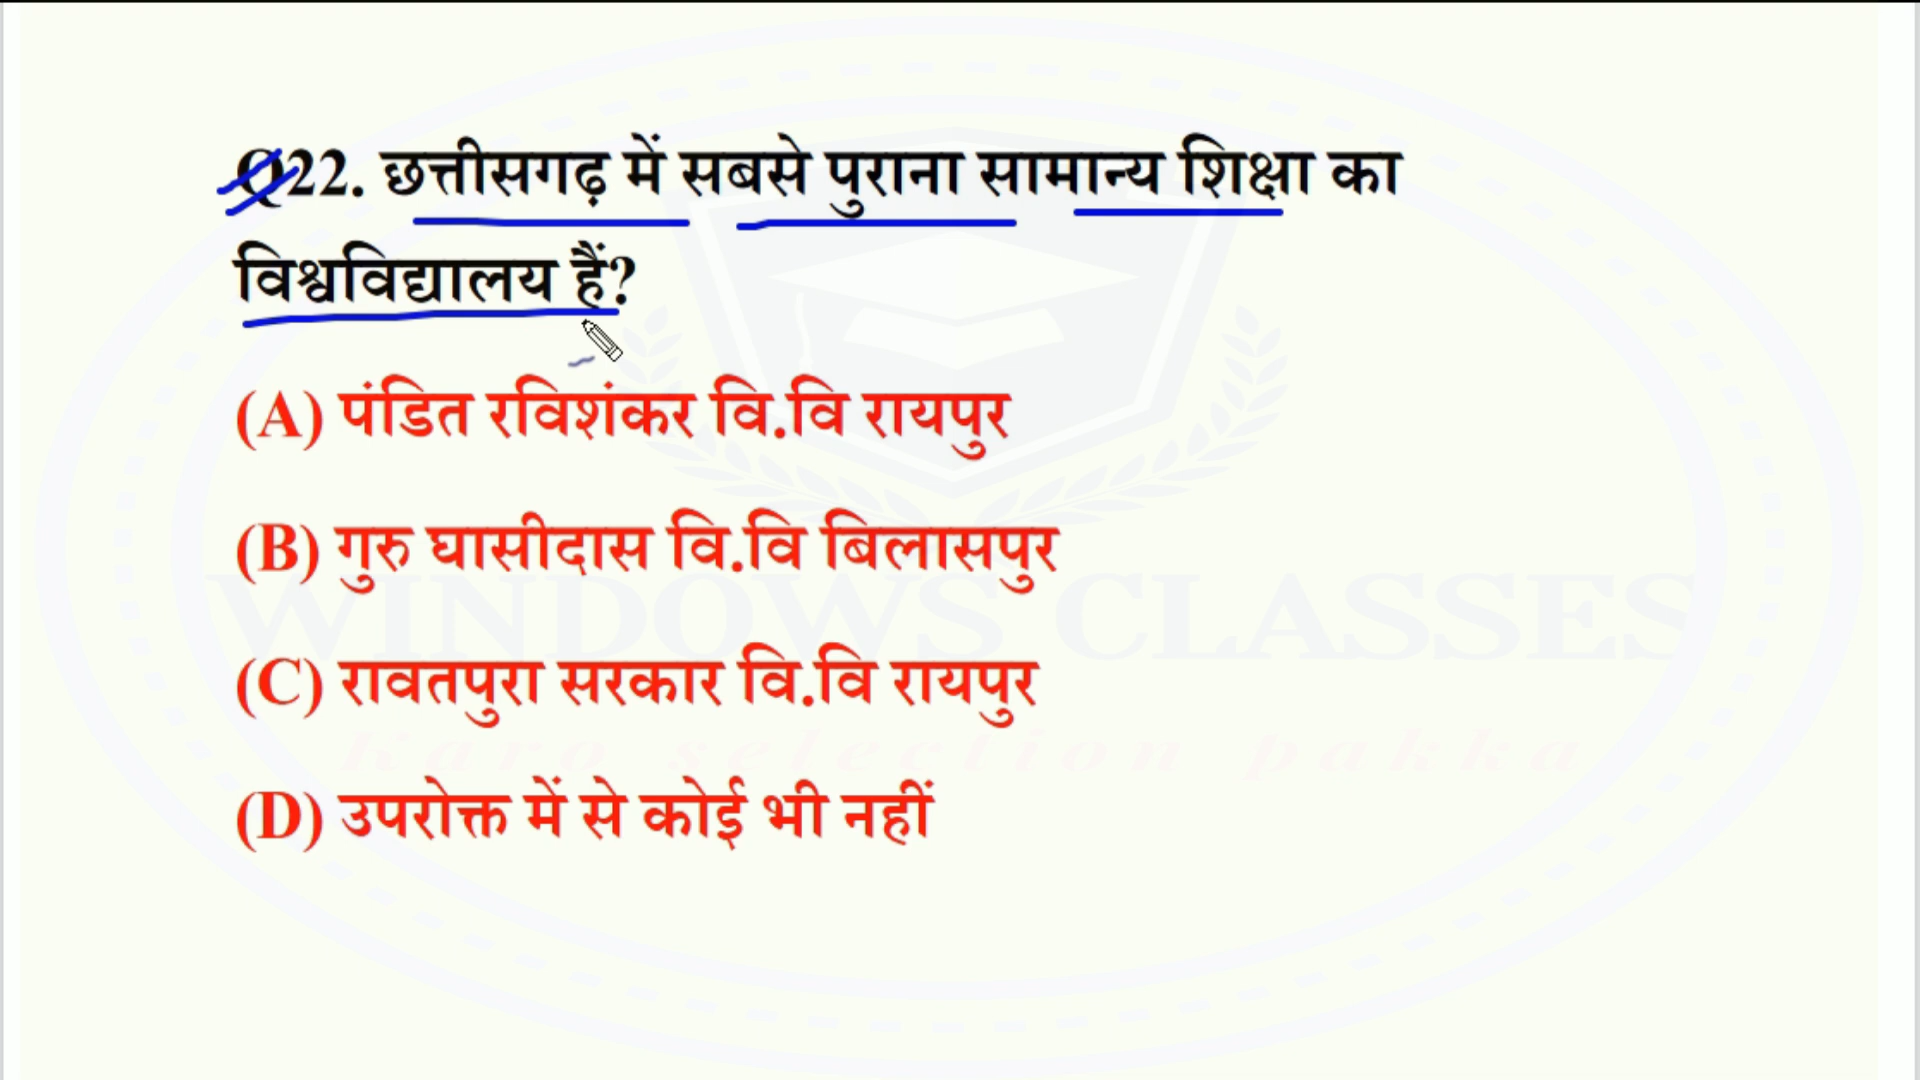 Q22. छत्तीसगढ़ में सबसे पुराना सामान्य शिक्षा का
विश्वविद्यालय हैं?
(A) पंडित रविशंकर वि.वि रायपुर
(B) गुरु घासीदास वि.वि बिलासपुर
WINDOWS CLASSES
(C) रावतपुरा सरकार वि.वि रायपुर
Karo selection pakka
(D) उपरोक्त में से कोई भी नहीं